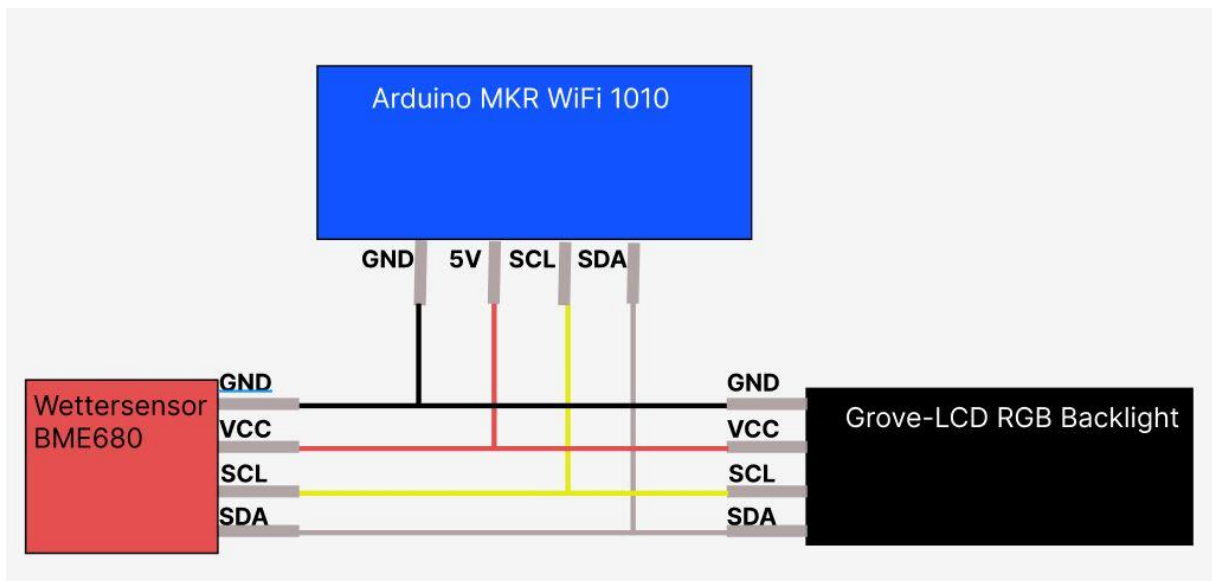 Arduino MKR WiFi 1010
GND 5V SCL SDA
GND GND
Wettersensor
BME680
Grove-LCD RGB Backlight
VCC VCC
SCL SCL
SDA SDA